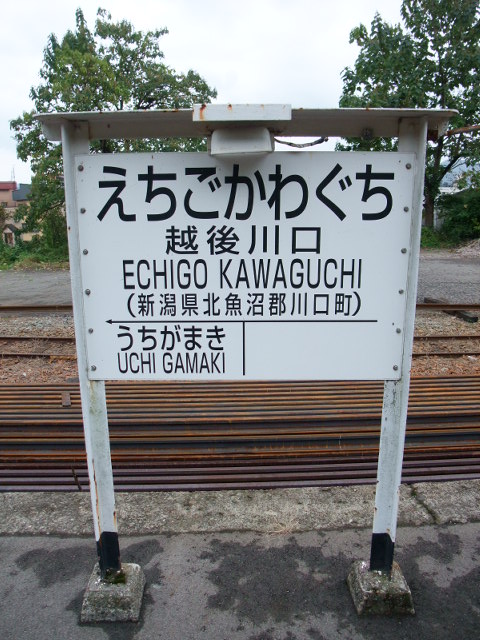 えちごかわぐち
越後川口
ECHIGO KAWAGUCHI
(新潟県北魚沼郡川口町)
うちがまき
UCHI GAMAKI